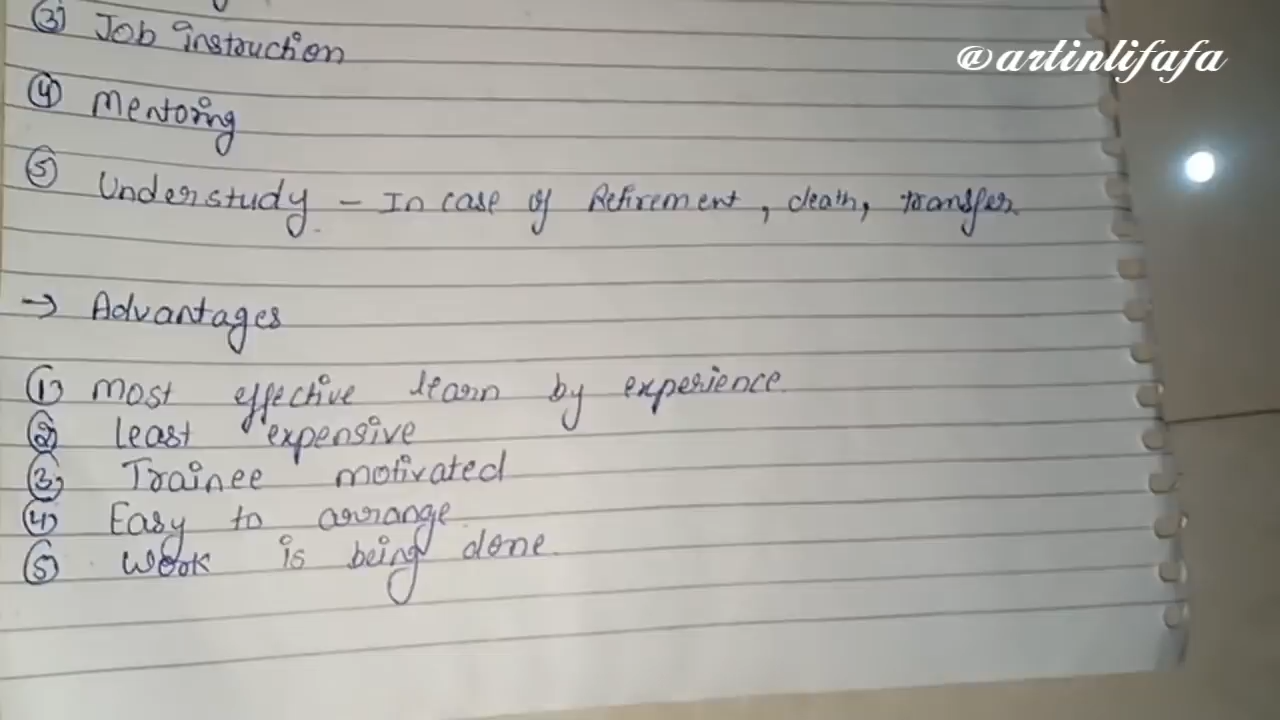 ③ Job instruction
@artinlifafa
④ Mentoring
⑤ Understudy - In case of Retirement, death, transfer.
→ Advantages
① Most effective learn by experience.
② Least expensive
③ Trainee motivated
④ Easy to arrange
⑤ Work is being done.